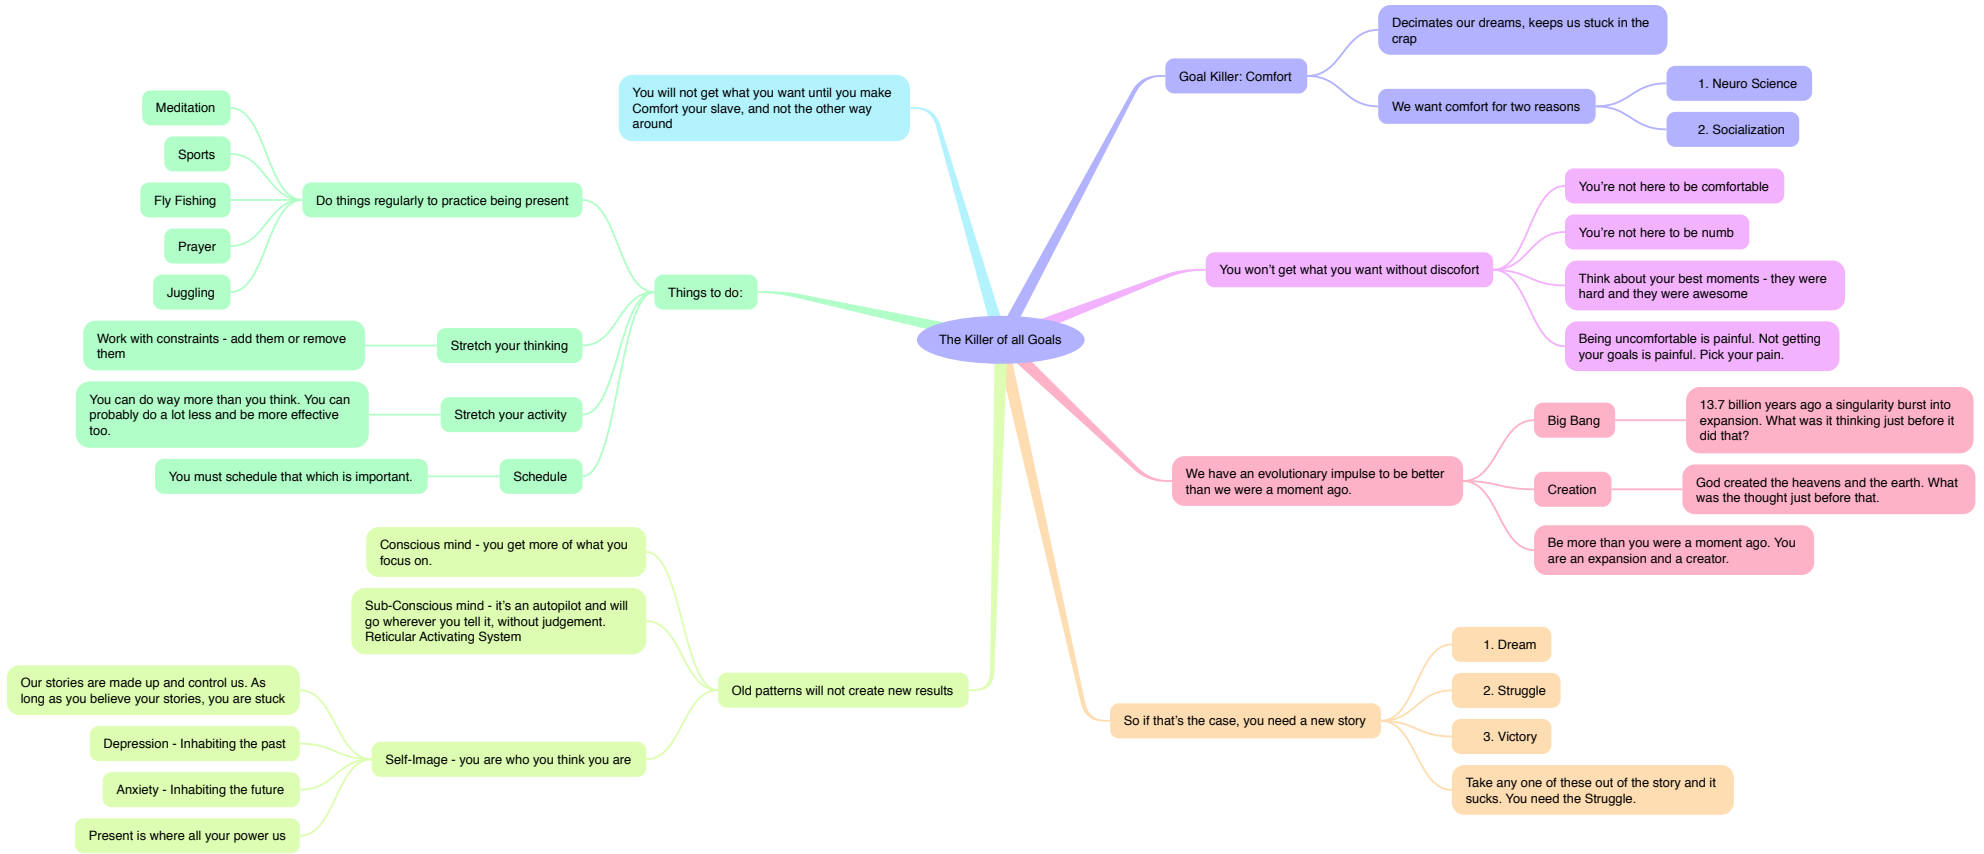 The Killer of all Goals
Goal Killer: Comfort
Decimates our dreams, keeps us stuck in the
crap
We want comfort for two reasons
1. Neuro Science
2. Socialization
You won’t get what you want without discofort
You’re not here to be comfortable
You’re not here to be numb
Think about your best moments - they were
hard and they were awesome
Being uncomfortable is painful. Not getting
your goals is painful. Pick your pain.
We have an evolutionary impulse to be better
than we were a moment ago.
Big Bang
13.7 billion years ago a singularity burst into
expansion. What was it thinking just before it
did that?
Creation
God created the heavens and the earth. What
was the thought just before that.
Be more than you were a moment ago. You
are an expansion and a creator.
So if that’s the case, you need a new story
1. Dream
2. Struggle
3. Victory
Take any one of these out of the story and it
sucks. You need the Struggle.
Old patterns will not create new results
Conscious mind - you get more of what you
focus on.
Sub-Conscious mind - it’s an autopilot and will
go wherever you tell it, without judgement.
Reticular Activating System
Self-Image - you are who you think you are
Our stories are made up and control us. As
long as you believe your stories, you are stuck
Depression - Inhabiting the past
Anxiety - Inhabiting the future
Present is where all your power us
Things to do:
Do things regularly to practice being present
Meditation
Sports
Fly Fishing
Prayer
Juggling
Stretch your thinking
Work with constraints - add them or remove
them
Stretch your activity
You can do way more than you think. You can
probably do a lot less and be more effective
too.
Schedule
You must schedule that which is important.
You will not get what you want until you make
Comfort your slave, and not the other way
around